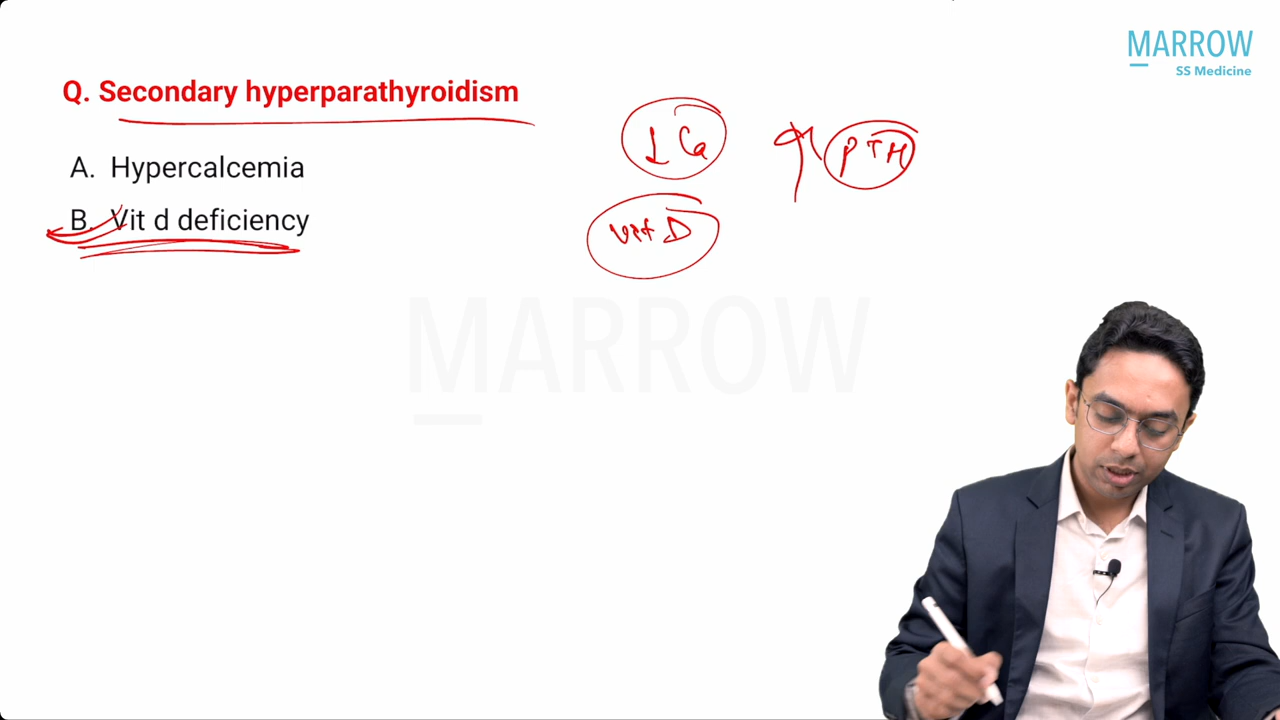 MARROW
SS Medicine
Q. Secondary hyperparathyroidism
A. Hypercalcemia
B. Vit d deficiency
↓ Ca
↑ PTH
Vit D
MARROW